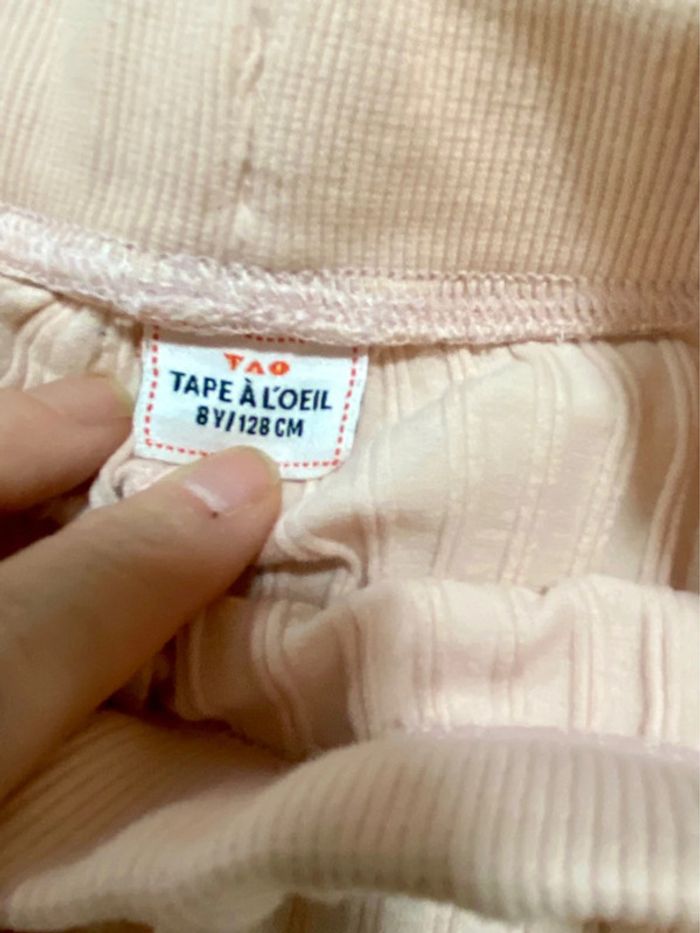 TAO
TAPE À L'OEIL
8Y/128 CM